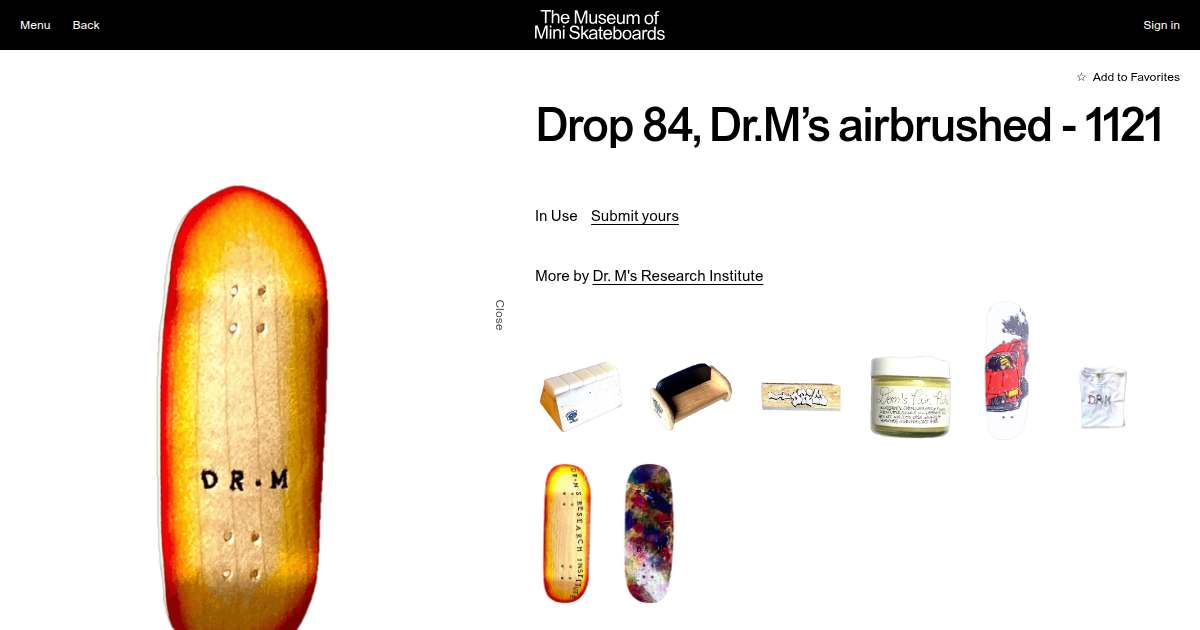 Menu
Back
The Museum of
Mini Skateboards
Sign in
☆ Add to Favorites
Drop 84, Dr.M’s airbrushed - 1121
In Use
Submit yours
More by Dr. M's Research Institute
Close
DR.M
DR.M
DR.M'S RESEARCH INSTITUTE